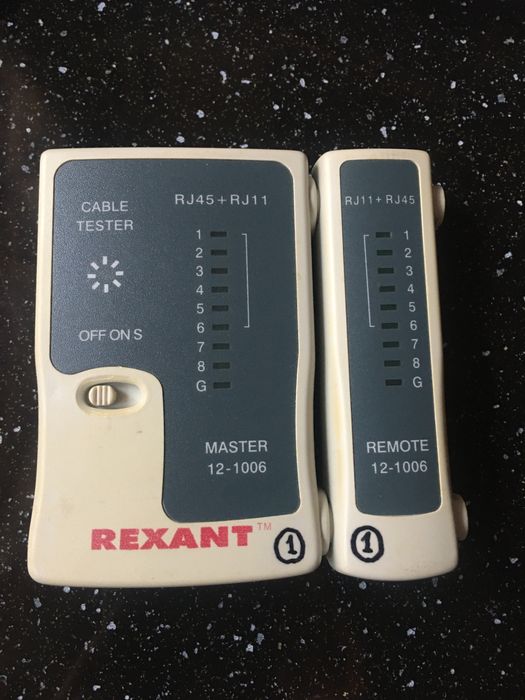 CABLE
TESTER
OFF ON S
RJ45+RJ11
1
2
3
4
5
6
7
8
G
MASTER
12-1006
REXANT™
1
RJ11+RJ45
1
2
3
4
5
6
7
8
G
REMOTE
12-1006
1